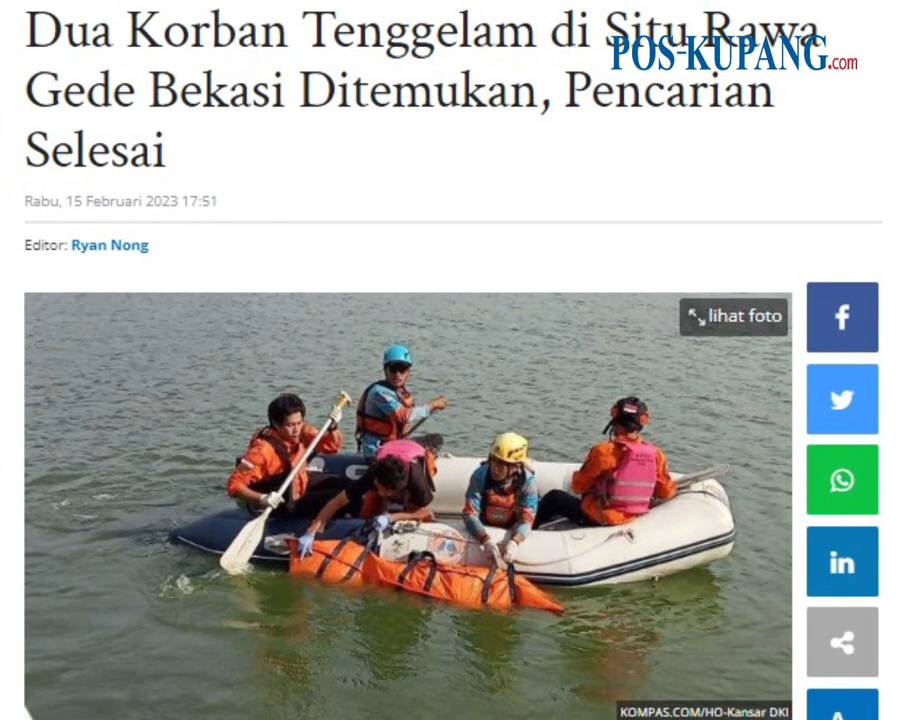 Dua Korban Tenggelam di Situ Rawa
POS-KUPANG.com
Gede Bekasi Ditemukan, Pencarian
Selesai
Rabu, 15 Februari 2023 17:51
Editor: Ryan Nong
lihat foto
KOMPAS.COM/HO-Kansar DKI